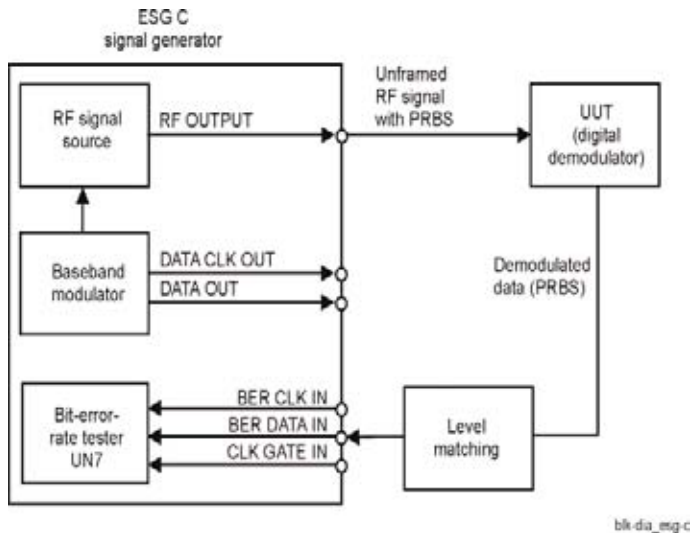 ESG C
signal generator
RF signal
source
RF OUTPUT
Unframed
RF signal
with PRBS
UUT
(digital
demodulator)
Baseband
modulator
DATA CLK OUT
DATA OUT
Demodulated
data (PRBS)
Bit-error-
rate tester
UN7
BER CLK IN
BER DATA IN
CLK GATE IN
Level
matching
blk-dia_esg-c